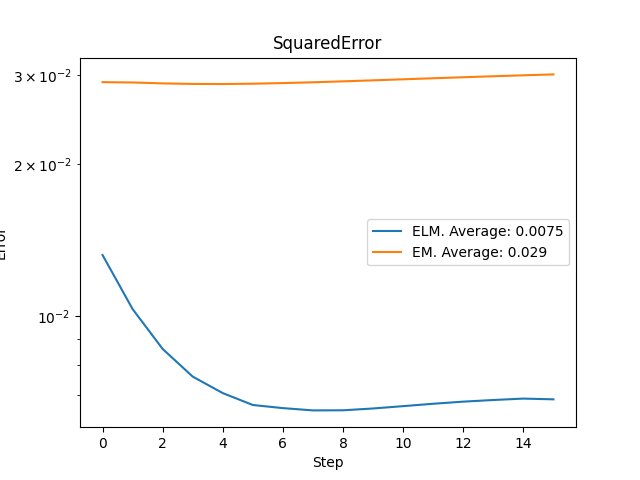 SquaredError
3 × 10⁻²
2 × 10⁻²
10⁻²
Error
ELM. Average: 0.0075
EM. Average: 0.029
0 2 4 6 8 10 12 14
Step